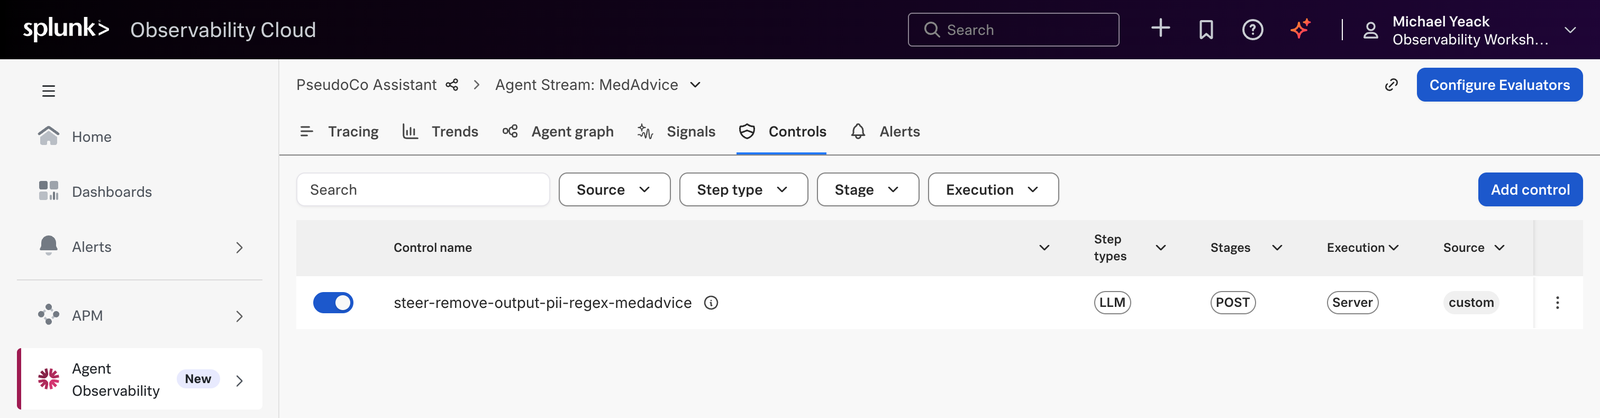 splunk> Observability Cloud
Search
Michael Yeack
Observability Worksh...
Home
Dashboards
Alerts
APM
Agent
Observability
New
PseudoCo Assistant > Agent Stream: MedAdvice
Configure Evaluators
Tracing Trends Agent graph Signals Controls Alerts
Search Source Step type Stage Execution Add control
Control name Step types Stages Execution Source
steer-remove-output-pii-regex-medadvice LLM POST Server custom